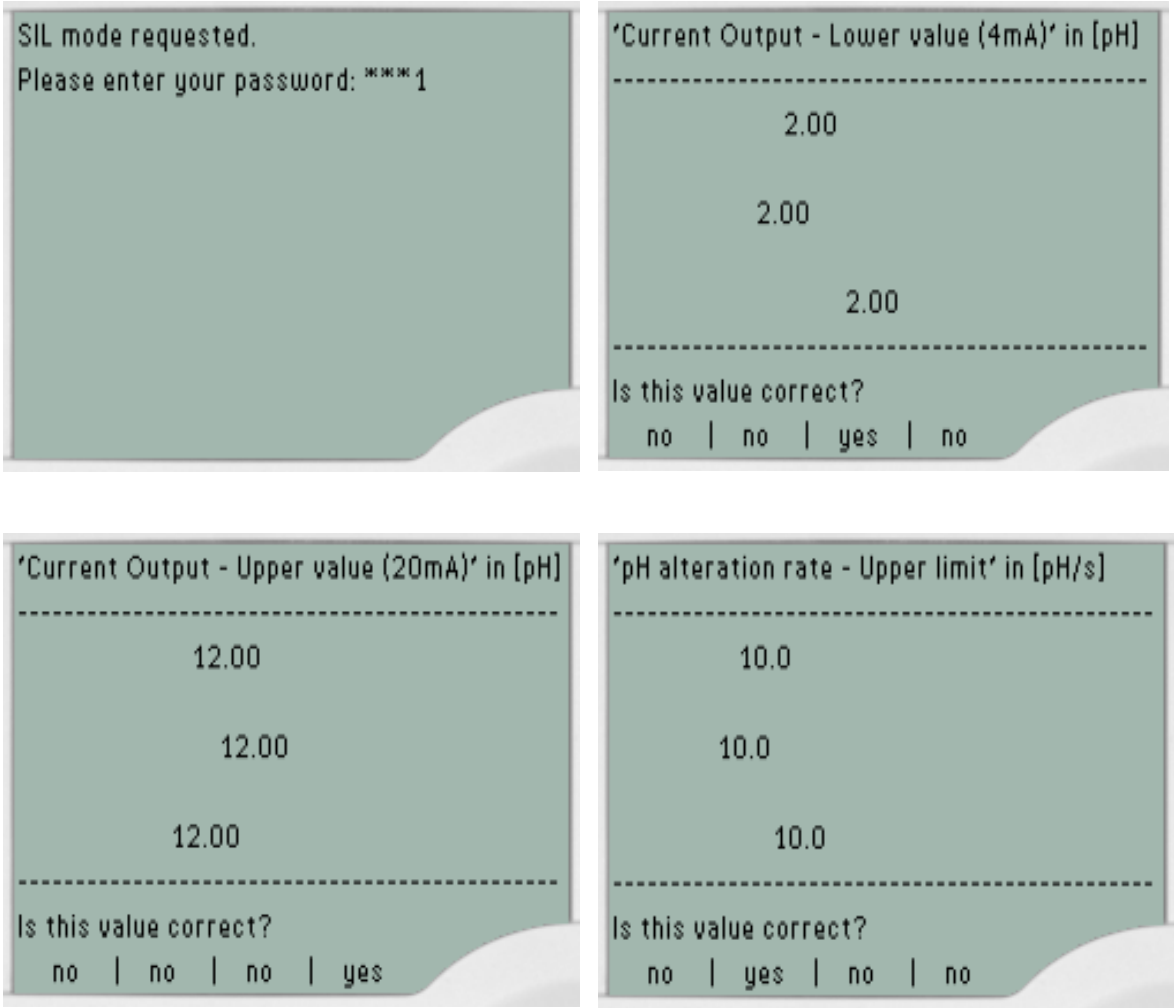 SIL mode requested.
Please enter your password: ***1
'Current Output - Lower value (4mA)' in [pH]
------------------------------------------------
2.00
2.00
2.00
------------------------------------------------
Is this value correct?
no | no | yes | no
'Current Output - Upper value (20mA)' in [pH]
------------------------------------------------
12.00
12.00
12.00
------------------------------------------------
Is this value correct?
no | no | no | yes
'pH alteration rate - Upper limit' in [pH/s]
------------------------------------------------
10.0
10.0
10.0
------------------------------------------------
Is this value correct?
no | yes | no | no